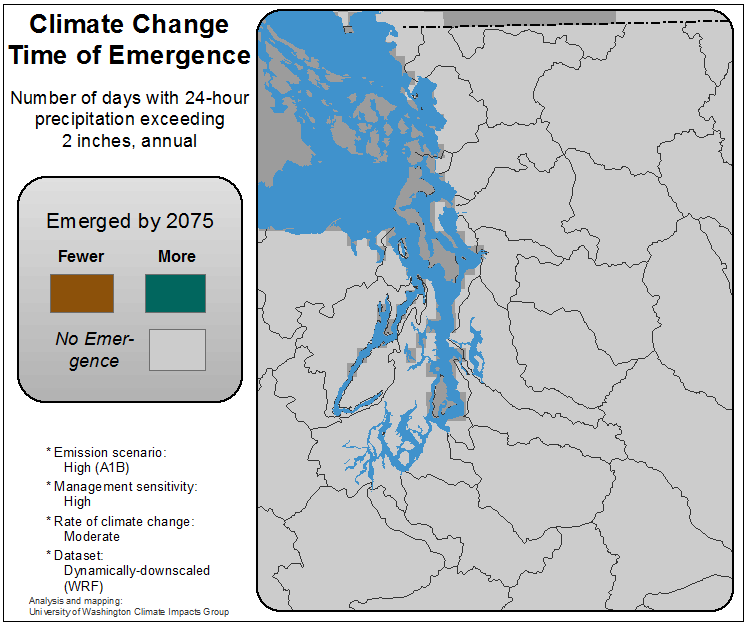 Climate Change
Time of Emergence
Number of days with 24-hour
precipitation exceeding
2 inches, annual
Emerged by 2075
Fewer More
No Emer-
gence
* Emission scenario:
High (A1B)
* Management sensitivity:
High
* Rate of climate change:
Moderate
* Dataset:
Dynamically-downscaled
(WRF)
Analysis and mapping:
University of Washington Climate Impacts Group